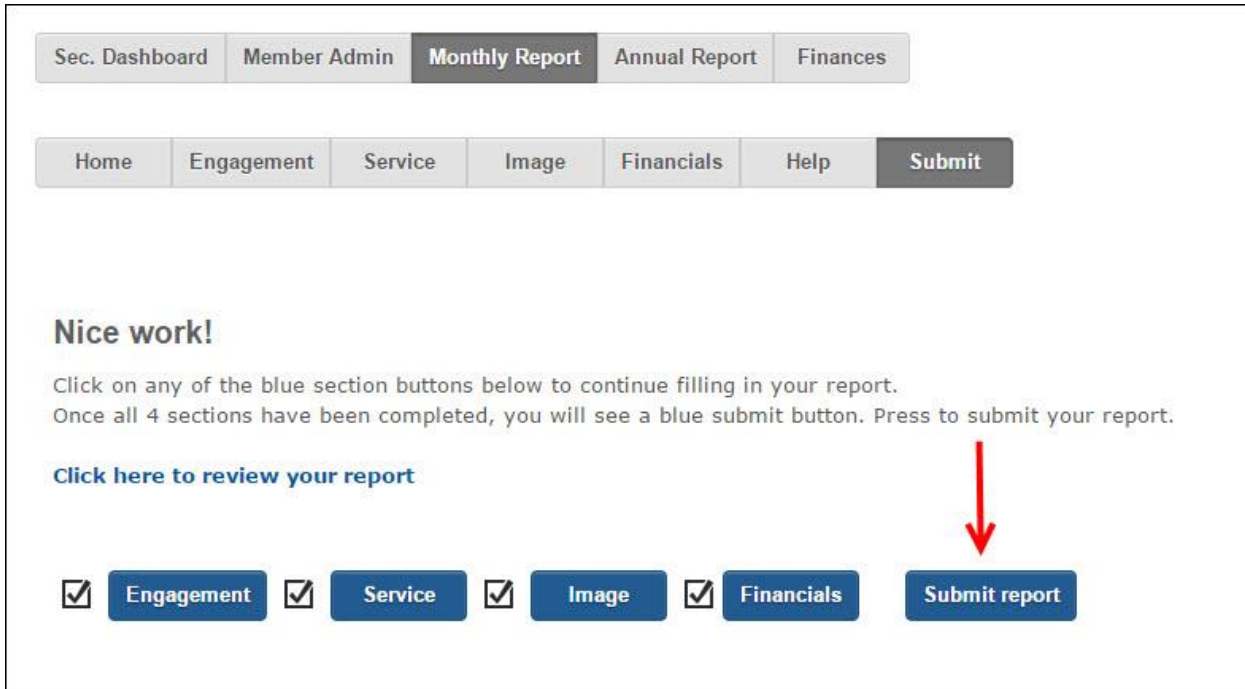 Sec. Dashboard Member Admin Monthly Report Annual Report Finances
Home Engagement Service Image Financials Help Submit
Nice work!
Click on any of the blue section buttons below to continue filling in your report.
Once all 4 sections have been completed, you will see a blue submit button. Press to submit your report.
Click here to review your report
Engagement Service Image Financials Submit report